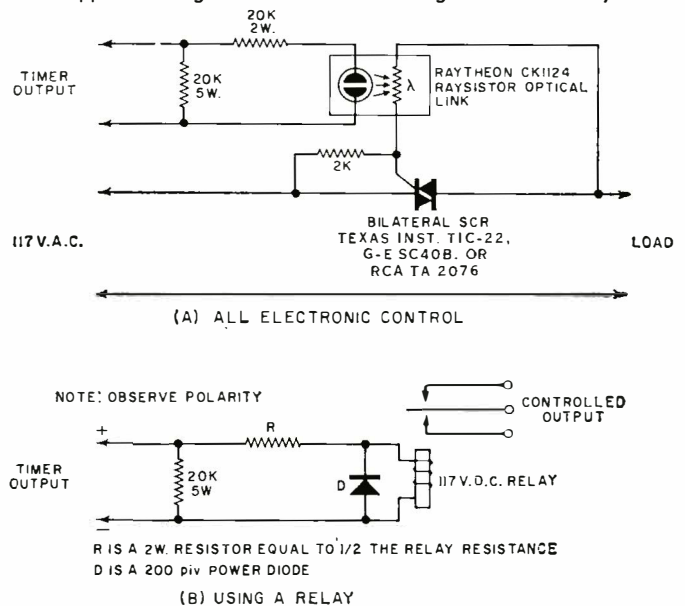 20K
2W.
TIMER
OUTPUT
20K
5W.
λ
RAYTHEON CK1124
RAYSISTOR OPTICAL
LINK
2K
117 V.A.C.
BILATERAL SCR
TEXAS INST. TIC-22,
G-E SC40B. OR
RCA TA 2076
LOAD
(A) ALL ELECTRONIC CONTROL
NOTE: OBSERVE POLARITY
CONTROLLED
OUTPUT
+
R
TIMER
OUTPUT
20K
5W
D
117 V.D.C. RELAY
−
R IS A 2W. RESISTOR EQUAL TO 1/2 THE RELAY RESISTANCE
D IS A 200 piv POWER DIODE
(B) USING A RELAY